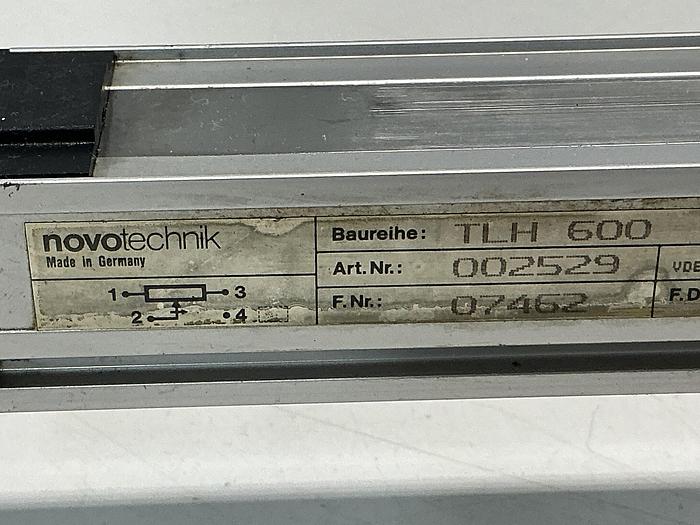 novotechnik
Made in Germany
Baureihe: TLH 600
Art.Nr.: 002529
VDE
F.Nr.: 07462
F.D
1 3
2 4